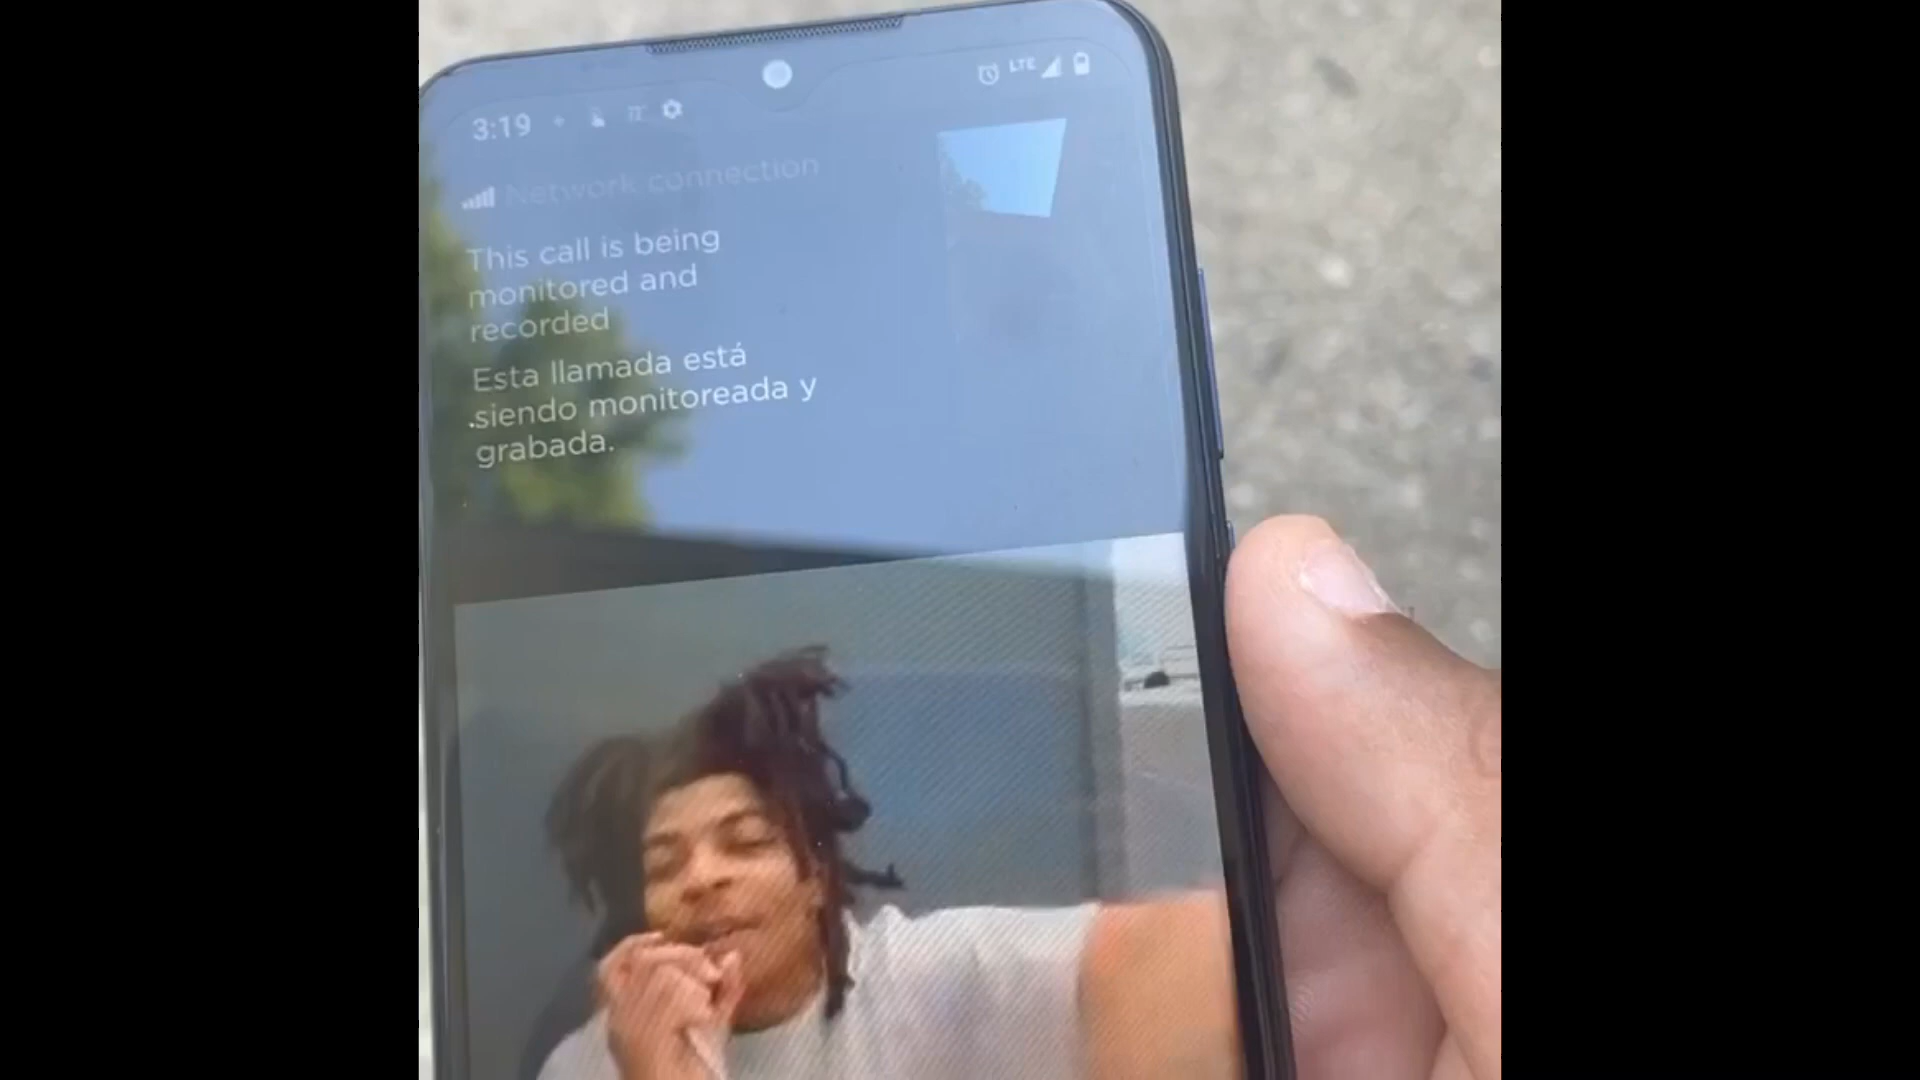 3:19
LTE
Network connection
This call is being
monitored and
recorded
Esta llamada está
siendo monitoreada y
grabada.